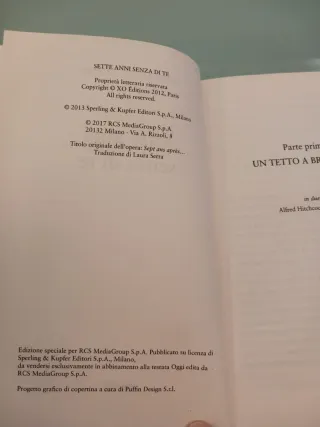 SETTE ANNI SENZA DI TE
Proprietà letteraria riservata
Copyright © XO Éditions 2012, Paris
All rights reserved.
© 2013 Sperling & Kupfer Editori S.p.A., Milano
© 2017 RCS MediaGroup S.p.A.
20132 Milano - Via A. Rizzoli, 8
Titolo originale dell'opera: Sept ans après...
Traduzione di Laura Serra
Edizione speciale per RCS MediaGroup S.p.A. Pubblicato su licenza di
Sperling & Kupfer Editori S.p.A., Milano,
da vendersi esclusivamente in abbinamento alla testata Oggi edita da
RCS MediaGroup S.p.A.
Progetto grafico di copertina a cura di Puffin Design S.r.l.
Parte prim
UN TETTO A BR
Alfred Hitchcoc